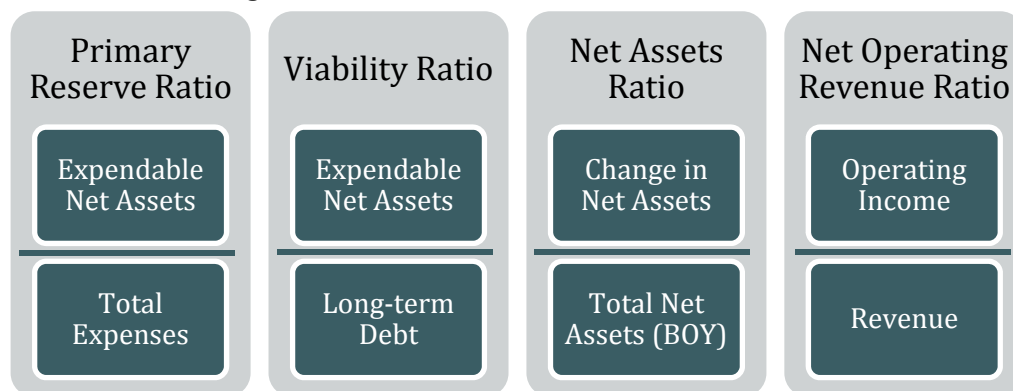 Primary
Reserve Ratio
Expendable
Net Assets
Total
Expenses
Viability Ratio
Expendable
Net Assets
Long-term
Debt
Net Assets
Ratio
Change in
Net Assets
Total Net
Assets (BOY)
Net Operating
Revenue Ratio
Operating
Income
Revenue